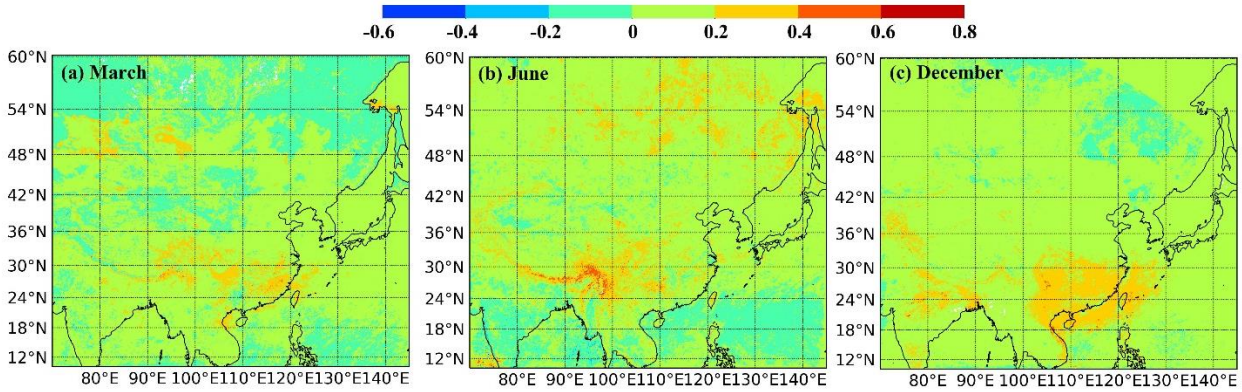 -0.6 -0.4 -0.2 0 0.2 0.4 0.6 0.8
(a) March
60°N
54°N
48°N
42°N
36°N
30°N
24°N
18°N
12°N
80°E 90°E 100°E110°E120°E130°E140°E
(b) June
60°N
54°N
48°N
42°N
36°N
30°N
24°N
18°N
12°N
80°E 90°E 100°E110°E120°E130°E140°E
(c) December
60°N
54°N
48°N
42°N
36°N
30°N
24°N
18°N
12°N
80°E 90°E 100°E110°E120°E130°E140°E